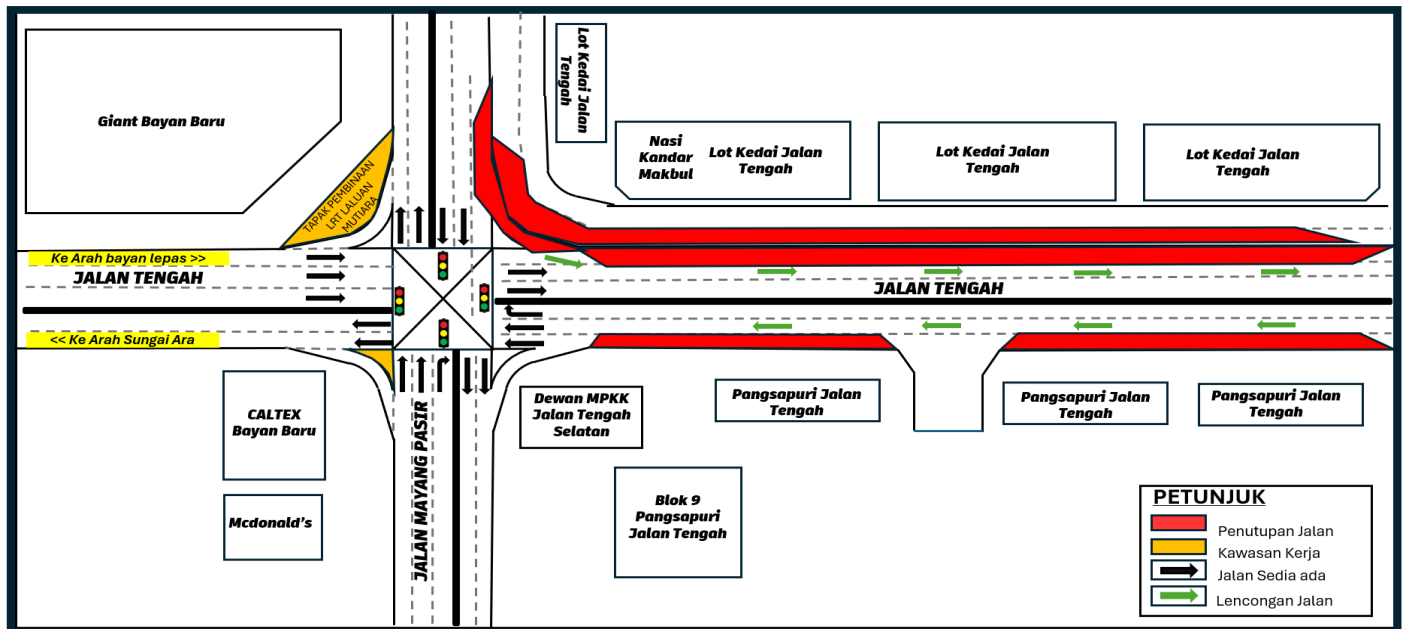 Lot Kedai Jalan
Tengah
Giant Bayan Baru
Nasi
Kandar
Makbul
Lot Kedai Jalan
Tengah
Lot Kedai Jalan
Tengah
Lot Kedai Jalan
Tengah
TAPAK PEMBINAAN
LRT LALUAN
MUTIARA
Ke Arah bayan lepas >>
JALAN TENGAH
JALAN TENGAH
<< Ke Arah Sungai Ara
CALTEX
Bayan Baru
JALAN MAYANG PASIR
Dewan MPKK
Jalan Tengah
Selatan
Pangsapuri Jalan
Tengah
Pangsapuri Jalan
Tengah
Pangsapuri Jalan
Tengah
Mcdonald's
Blok 9
Pangsapuri
Jalan Tengah
PETUNJUK
Penutupan Jalan
Kawasan Kerja
Jalan Sedia ada
Lencongan Jalan